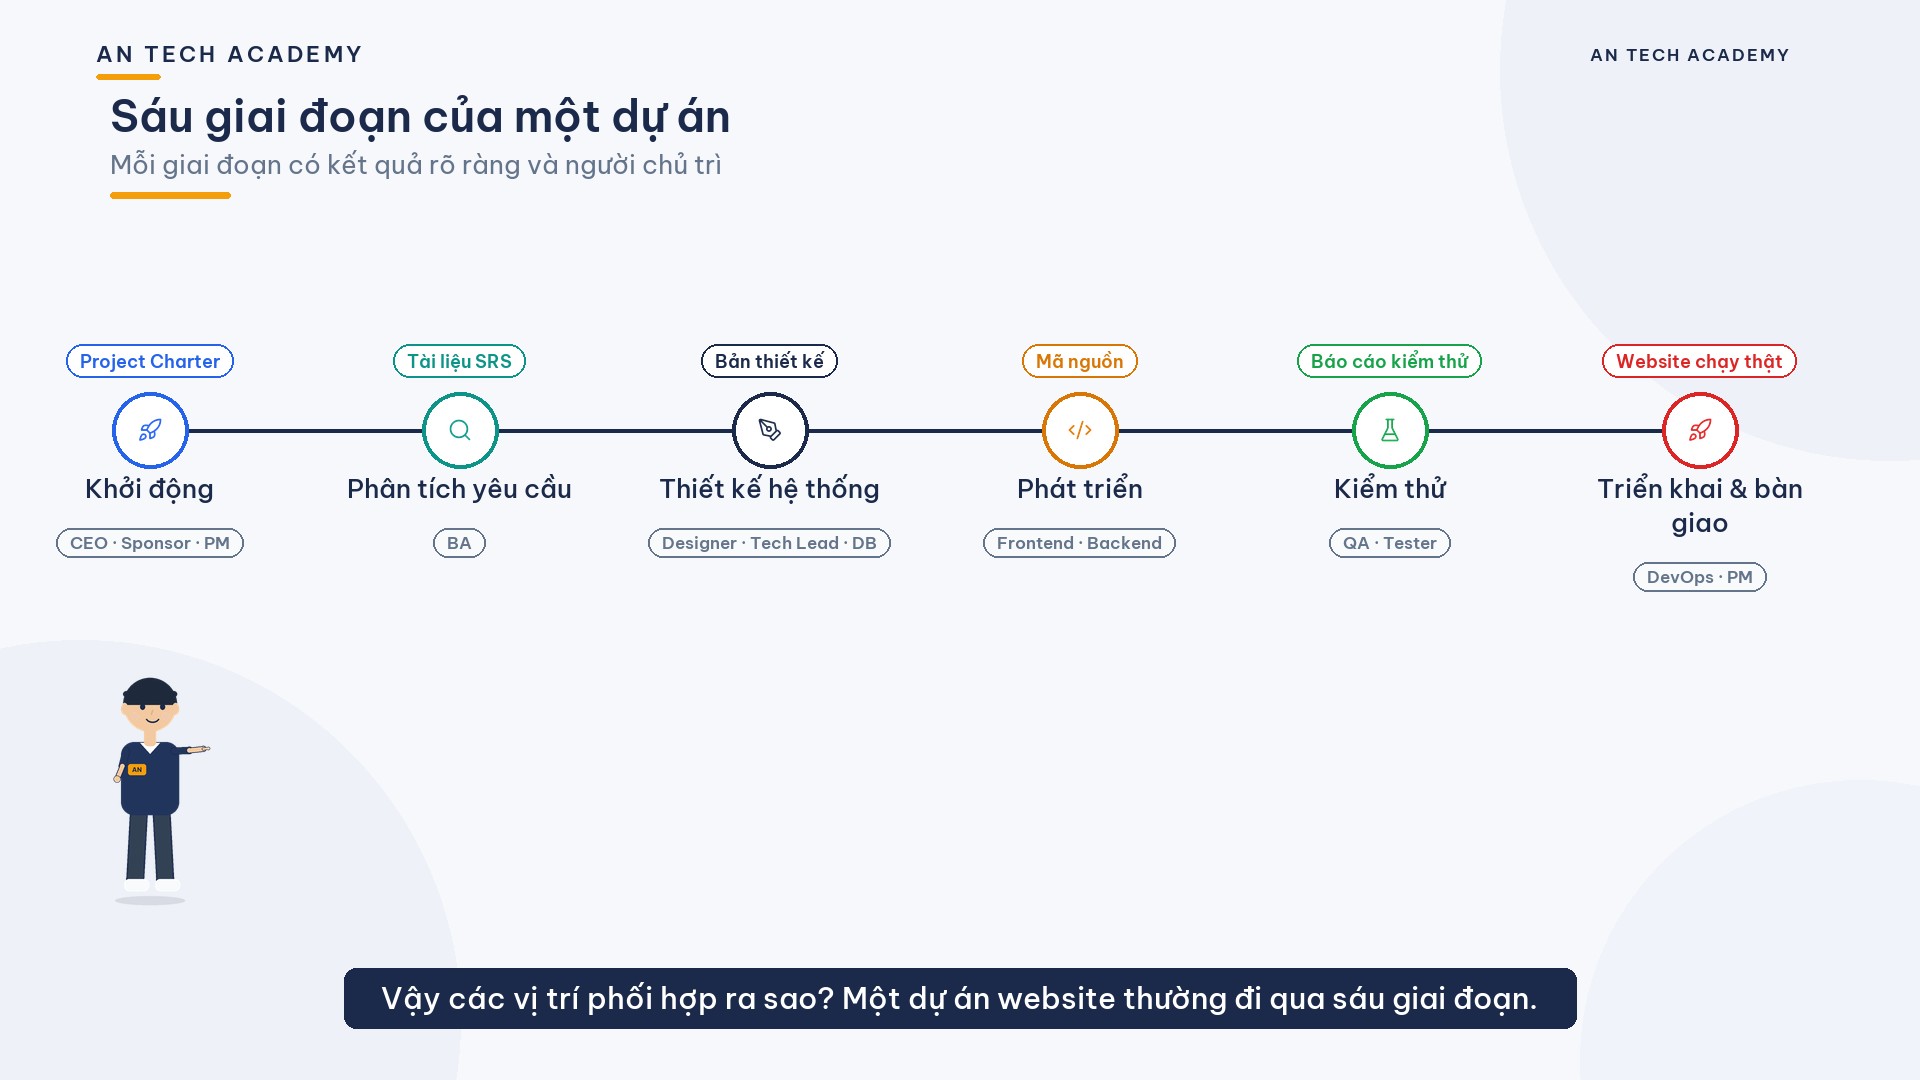 AN TECH ACADEMY
AN TECH ACADEMY
Sáu giai đoạn của một dự án
Mỗi giai đoạn có kết quả rõ ràng và người chủ trì
Project Charter
Tài liệu SRS
Bản thiết kế
Mã nguồn
Báo cáo kiểm thử
Website chạy thật
Khởi động
Phân tích yêu cầu
Thiết kế hệ thống
Phát triển
Kiểm thử
Triển khai & bàn
giao
CEO · Sponsor · PM
BA
Designer · Tech Lead · DB
Frontend · Backend
QA · Tester
DevOps · PM
AN
Vậy các vị trí phối hợp ra sao? Một dự án website thường đi qua sáu giai đoạn.